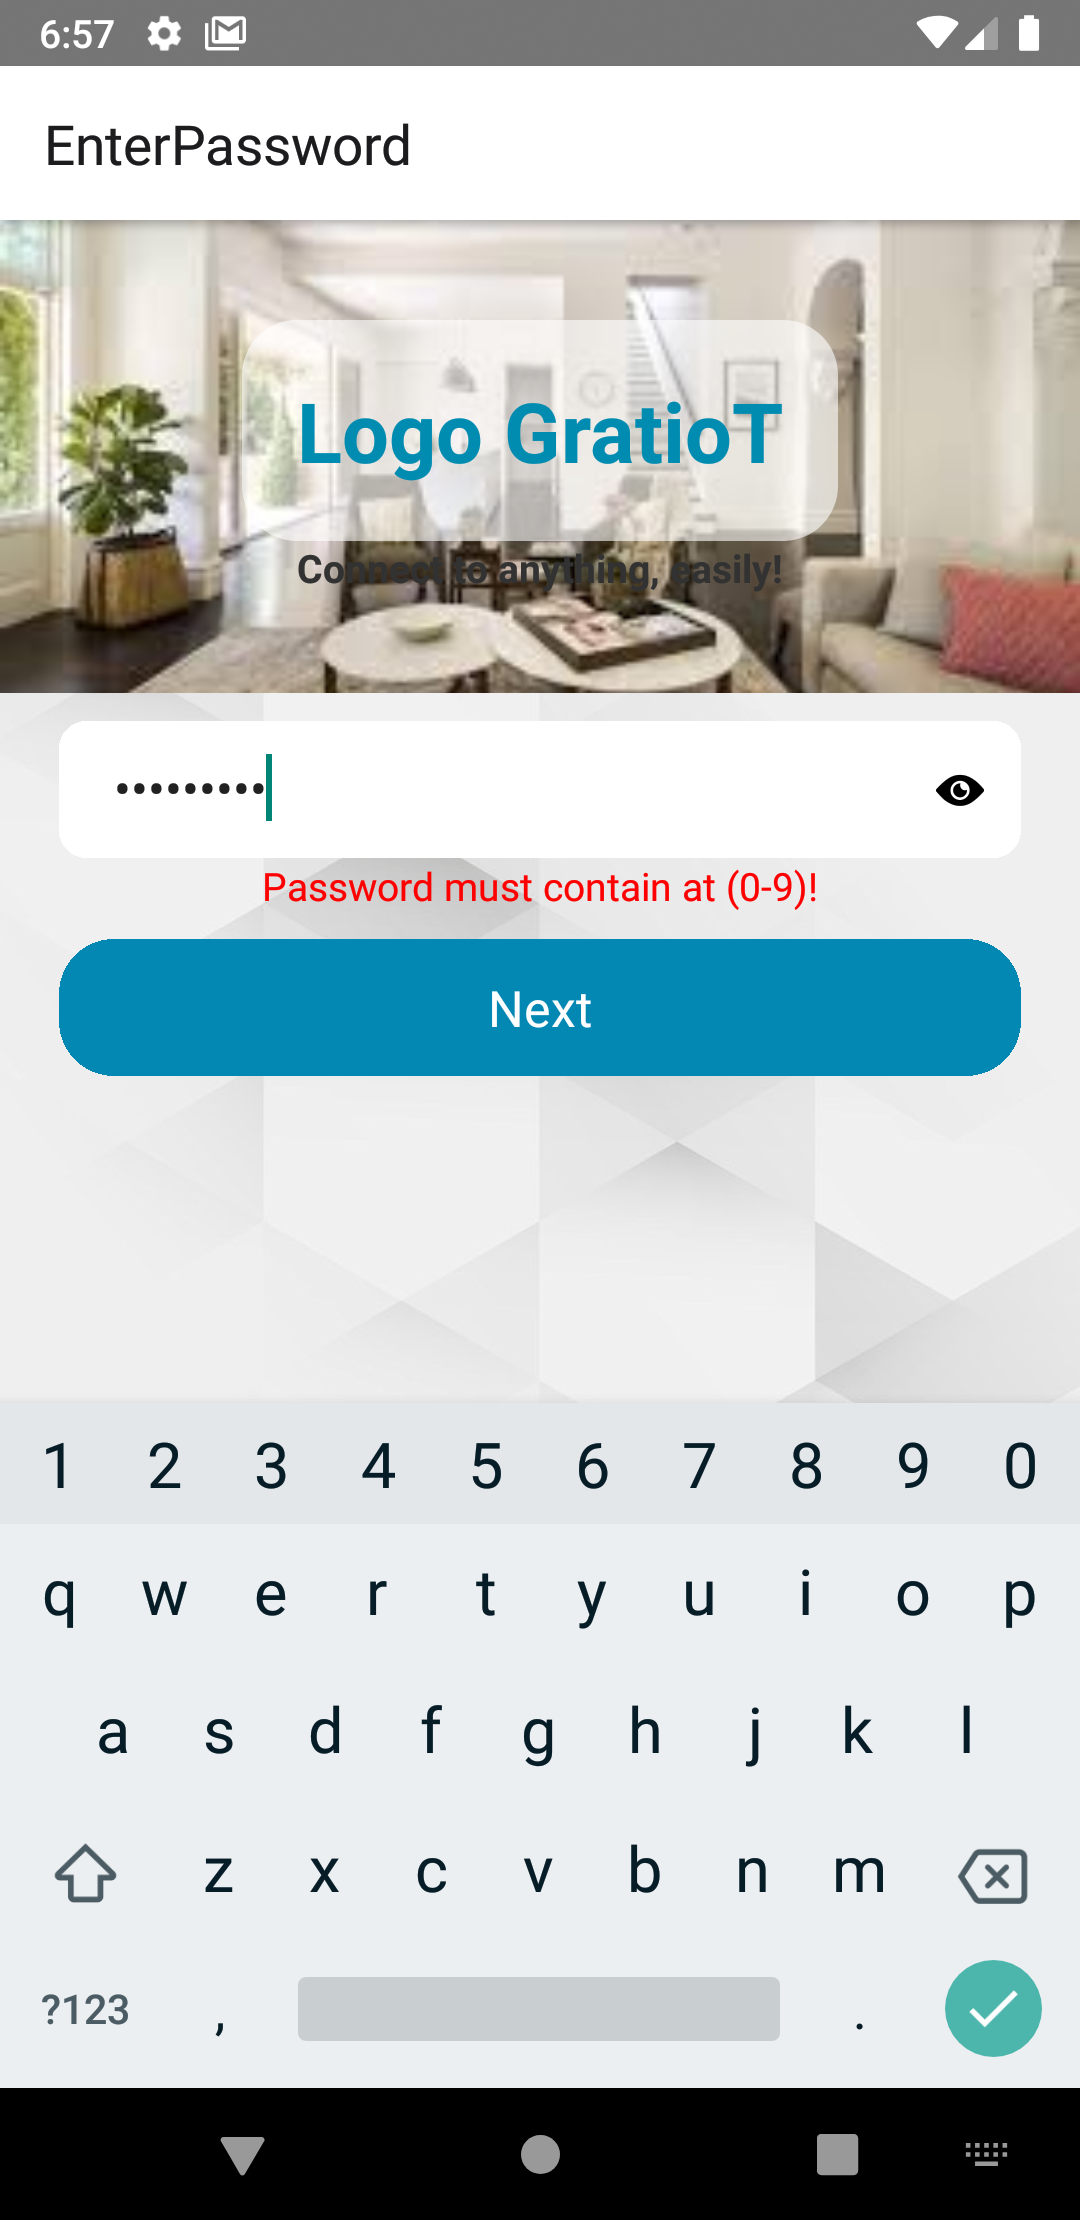 6:57
EnterPassword
Logo GratioT
Connect to anything, easily!
•••••••••
Password must contain at (0-9)!
Next
1 2 3 4 5 6 7 8 9 0
q w e r t y u i o p
a s d f g h j k l
z x c v b n m
?123 , .